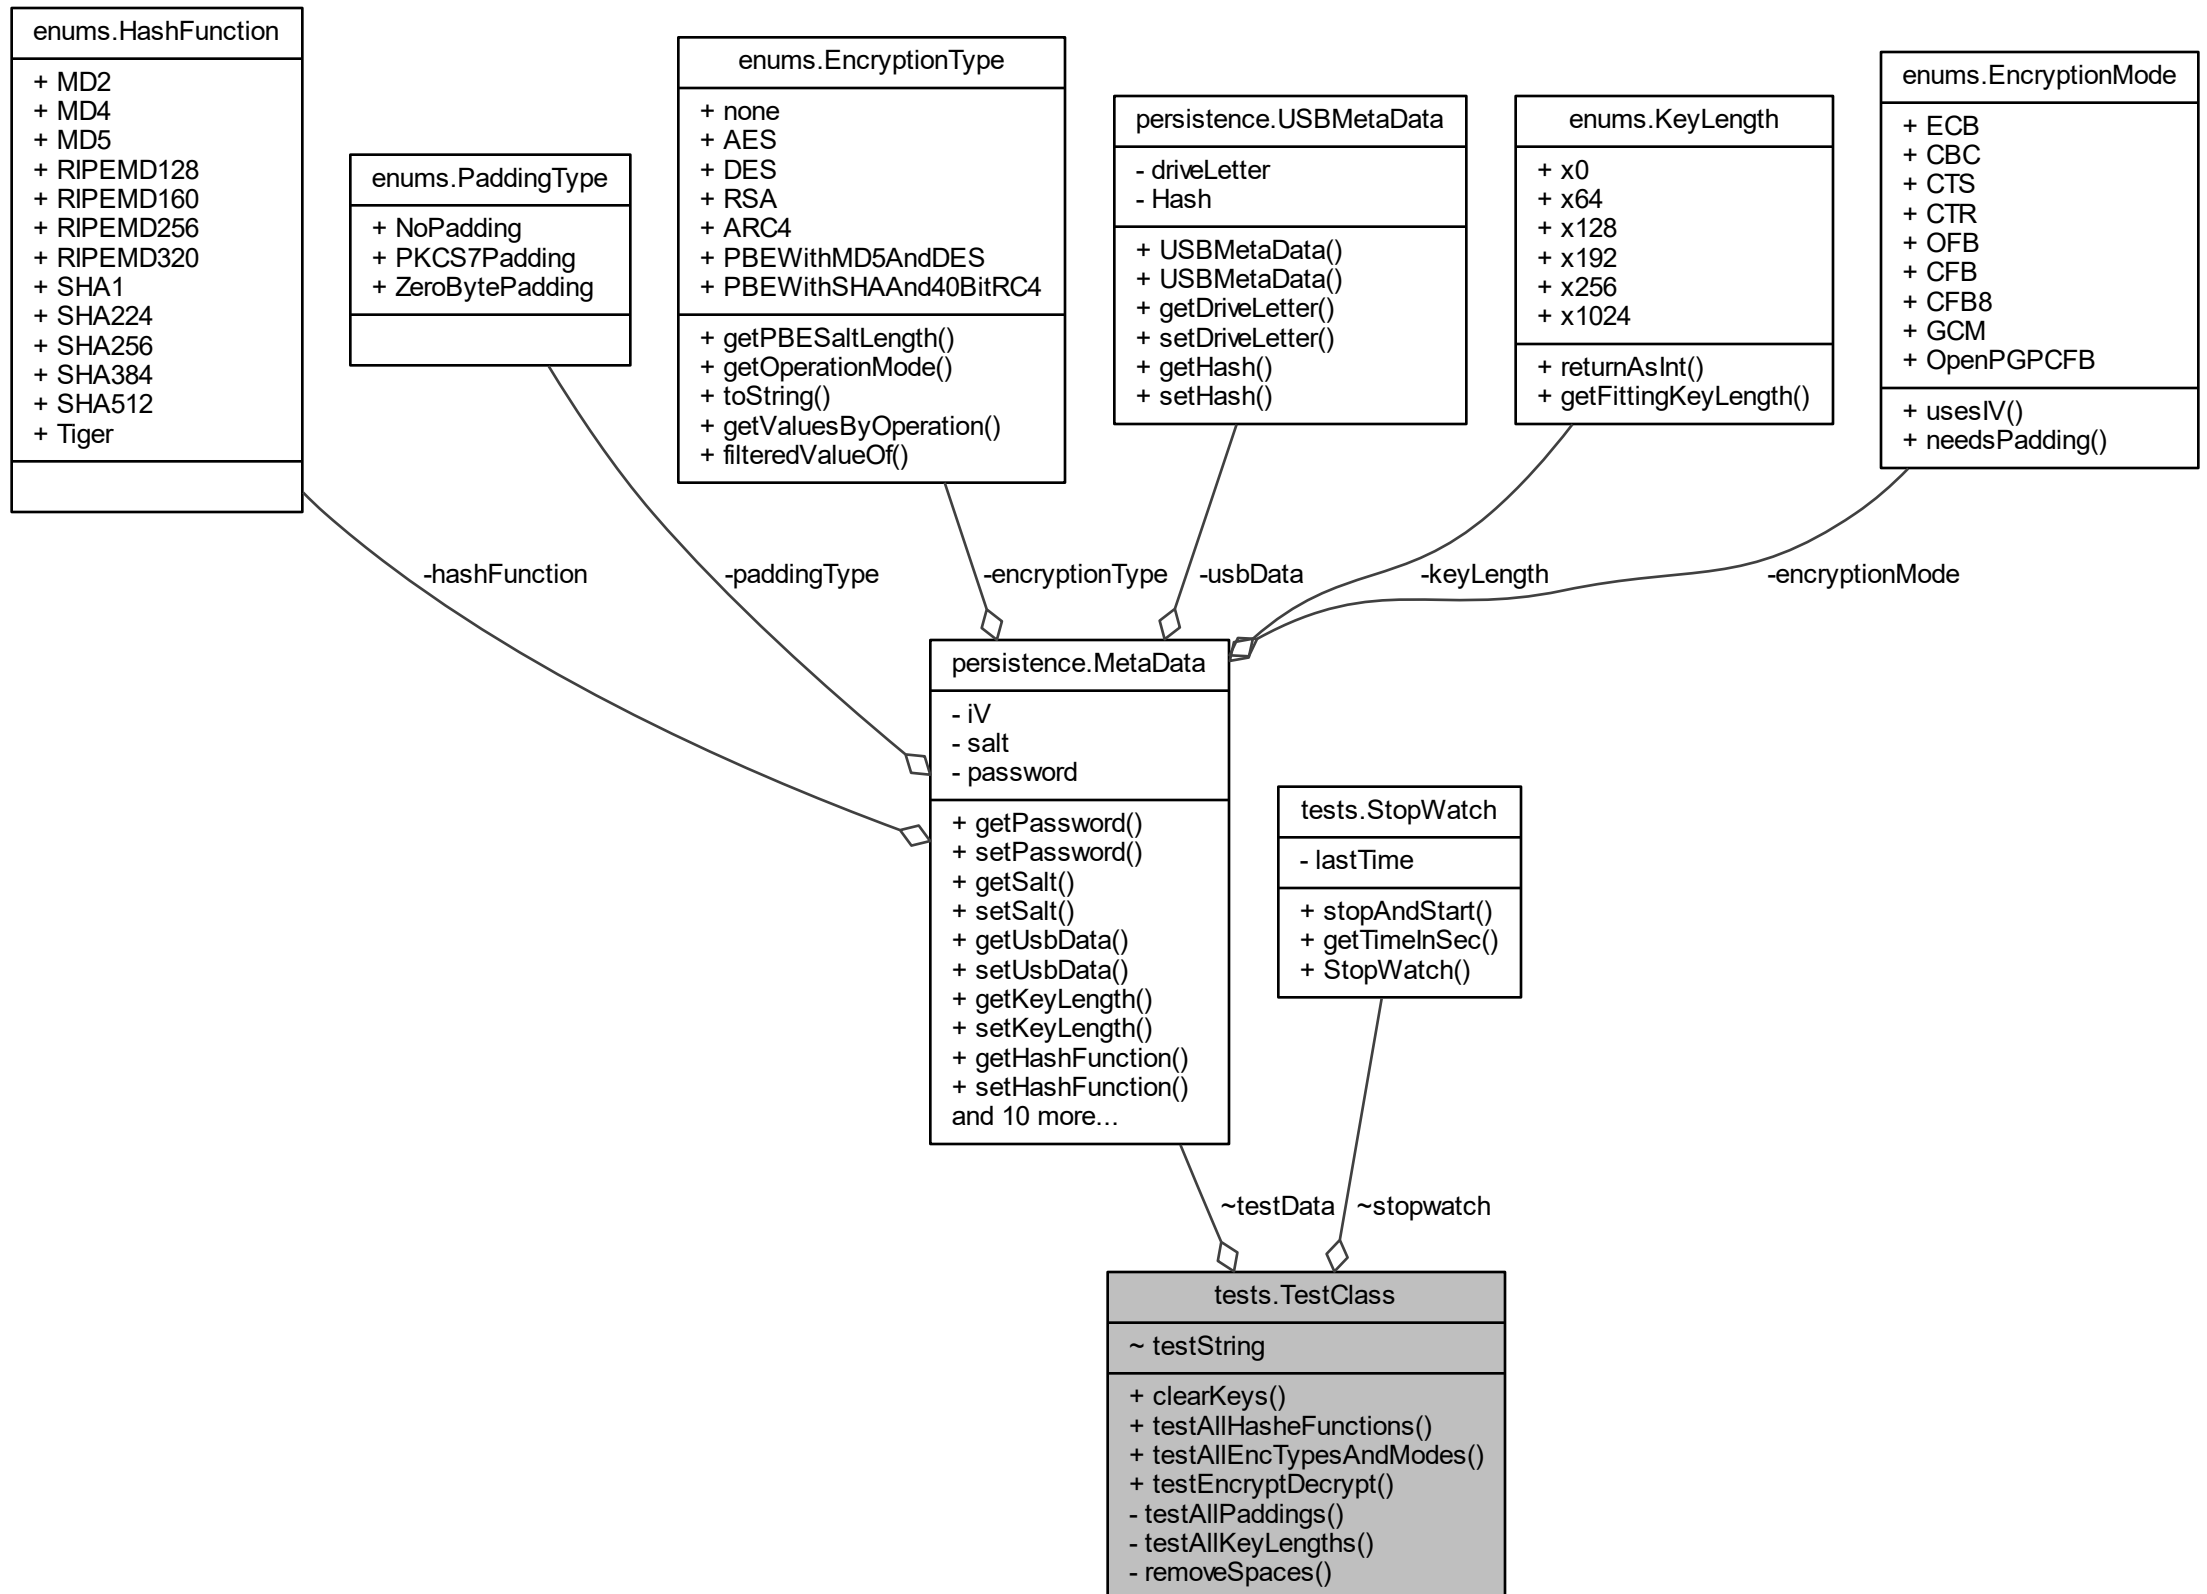 enums.HashFunction
+ MD2
+ MD4
+ MD5
+ RIPEMD128
+ RIPEMD160
+ RIPEMD256
+ RIPEMD320
+ SHA1
+ SHA224
+ SHA256
+ SHA384
+ SHA512
+ Tiger
enums.PaddingType
+ NoPadding
+ PKCS7Padding
+ ZeroBytePadding
enums.EncryptionType
+ none
+ AES
+ DES
+ RSA
+ ARC4
+ PBEWithMD5AndDES
+ PBEWithSHAAnd40BitRC4
+ getPBESaltLength()
+ getOperationMode()
+ toString()
+ getValuesByOperation()
+ filteredValueOf()
persistence.USBMetaData
- driveLetter
- Hash
+ USBMetaData()
+ USBMetaData()
+ getDriveLetter()
+ setDriveLetter()
+ getHash()
+ setHash()
enums.KeyLength
+ x0
+ x64
+ x128
+ x192
+ x256
+ x1024
+ returnAsInt()
+ getFittingKeyLength()
enums.EncryptionMode
+ ECB
+ CBC
+ CTS
+ CTR
+ OFB
+ CFB
+ CFB8
+ GCM
+ OpenPGPCFB
+ usesIV()
+ needsPadding()
-hashFunction
-paddingType
-encryptionType
-usbData
-keyLength
-encryptionMode
persistence.MetaData
- iV
- salt
- password
+ getPassword()
+ setPassword()
+ getSalt()
+ setSalt()
+ getUsbData()
+ setUsbData()
+ getKeyLength()
+ setKeyLength()
+ getHashFunction()
+ setHashFunction()
and 10 more...
tests.StopWatch
- lastTime
+ stopAndStart()
+ getTimeInSec()
+ StopWatch()
~testData
~stopwatch
tests.TestClass
~ testString
+ clearKeys()
+ testAllHasheFunctions()
+ testAllEncTypesAndModes()
+ testEncryptDecrypt()
- testAllPaddings()
- testAllKeyLengths()
- removeSpaces()